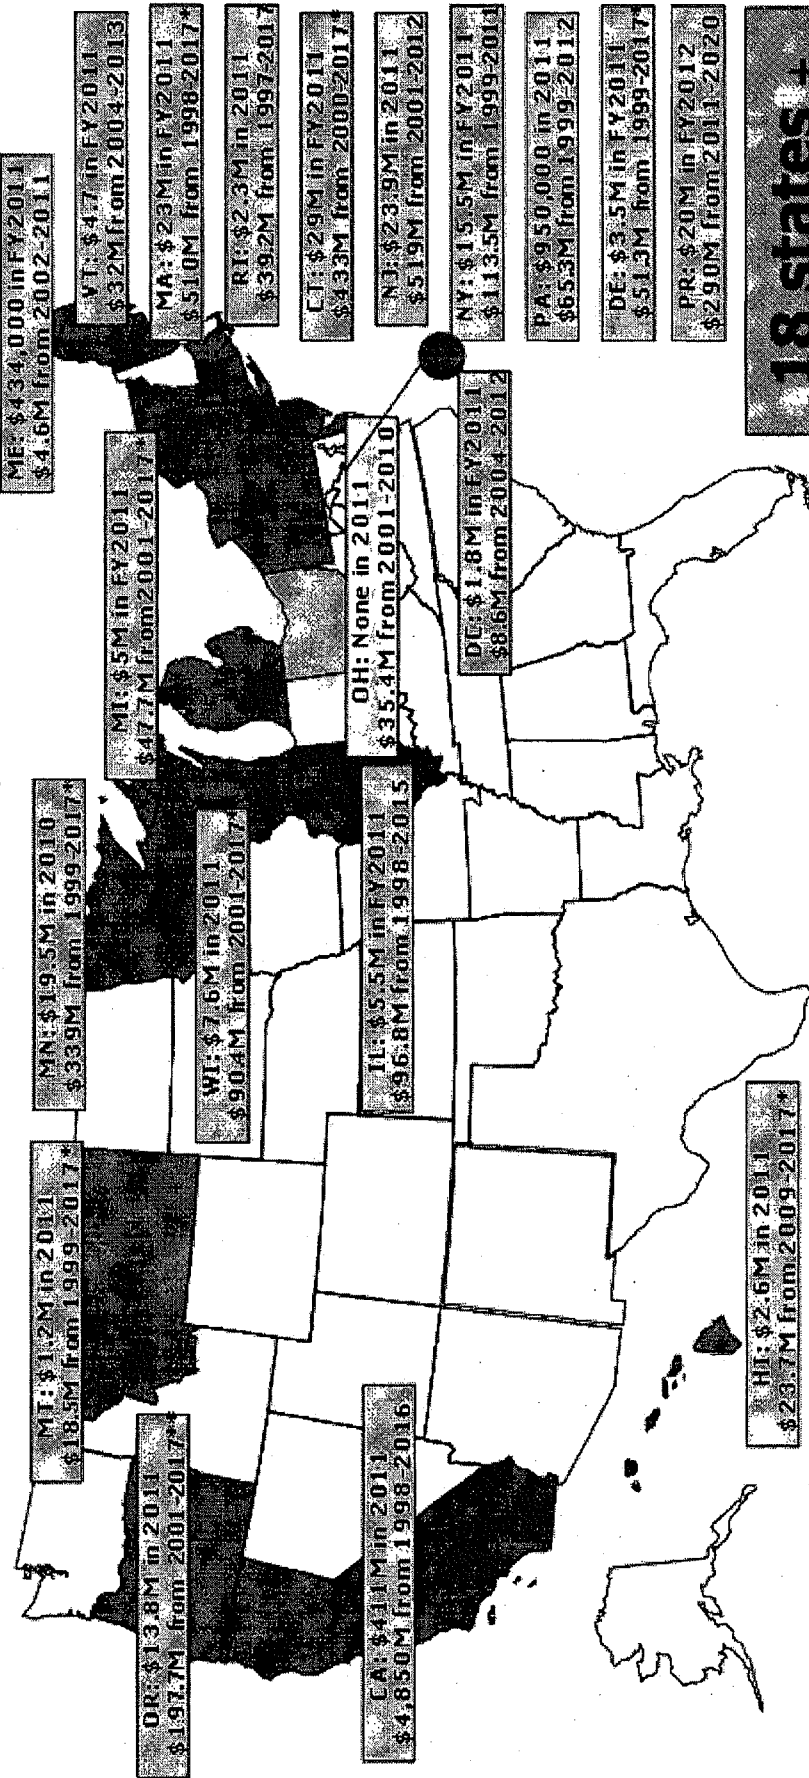 ME: $434,000 in FY2011
$4.6M from 2002-2011
VT: $4.7 in FY2011
$32M from 2004-2013
MA: $23M in FY2011
$510M from 1998-2017*
RI: $2.3M in 2011
$39.2M from 1997-2017
CT: $29M in FY2011
$433M from 2000-2017*
NJ: $23.9M in 2011
$519M from 2001-2012
NY: $15.5M in FY2011
$113.5M from 1999-2011
PA: $950,000 in 2011
$65.3M from 1999-2012
DE: $3.5M in FY2011
$51.3M from 1999-2017*
PR: $20M in FY2012
$290M from 2011-2020
18 states +
MI: $5M in FY2011
$47.7M from 2001-2017*
OH: None in 2011
$35.4M from 2001-2010
DC: $1.8M in FY2011
$8.6M from 2004-2012
MN: $19.5M in 2010
$339M from 1999-2017*
WI: $7.6M in 2011
$90.4M from 2001-2017*
IL: $5.5M in FY2011
$96.8M from 1998-2015
MT: $1.2M in 2011
$18.5M from 1999-2017*
OR: $13.8M in 2011
$197.7M from 2001-2017**
CA: $411M in 2011
$4,850M from 1998-2016
HI: $2.6M in 2011
$23.7M from 2009-2017*